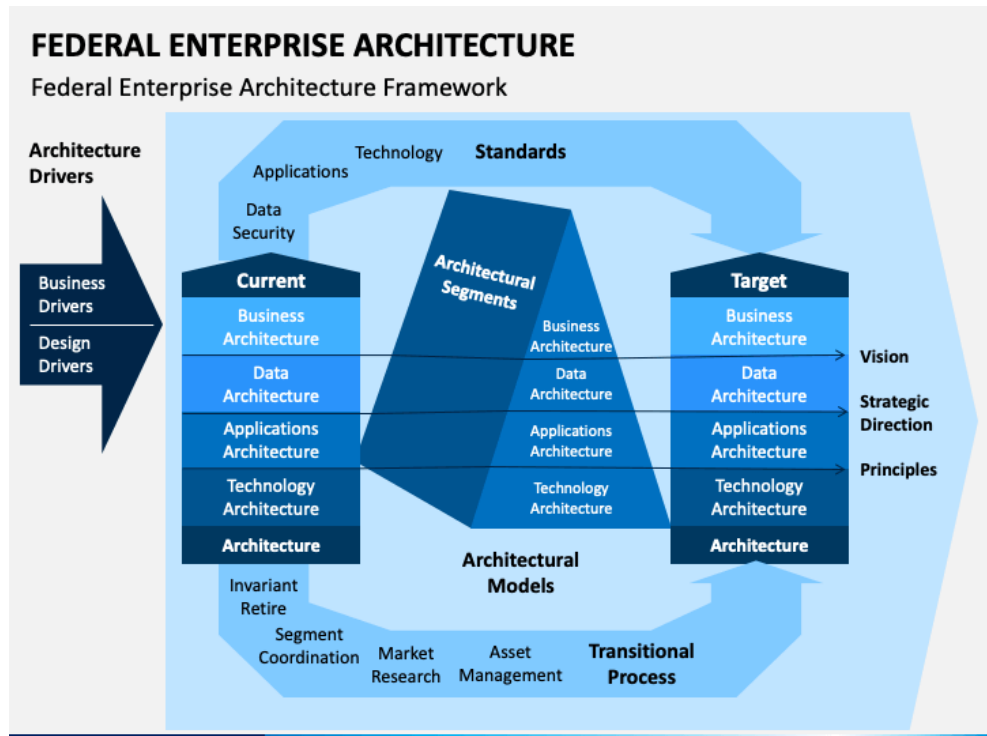 FEDERAL ENTERPRISE ARCHITECTURE
Federal Enterprise Architecture Framework
Architecture
Drivers
Business
Drivers
Design
Drivers
Technology
Standards
Applications
Data
Security
Current
Business
Architecture
Data
Architecture
Applications
Architecture
Technology
Architecture
Architecture
Architectural
Segments
Business
Architecture
Data
Architecture
Applications
Architecture
Technology
Architecture
Architectural
Models
Target
Business
Architecture
Data
Architecture
Applications
Architecture
Technology
Architecture
Architecture
Vision
Strategic
Direction
Principles
Invariant
Retire
Segment
Coordination
Market
Research
Asset
Management
Transitional
Process